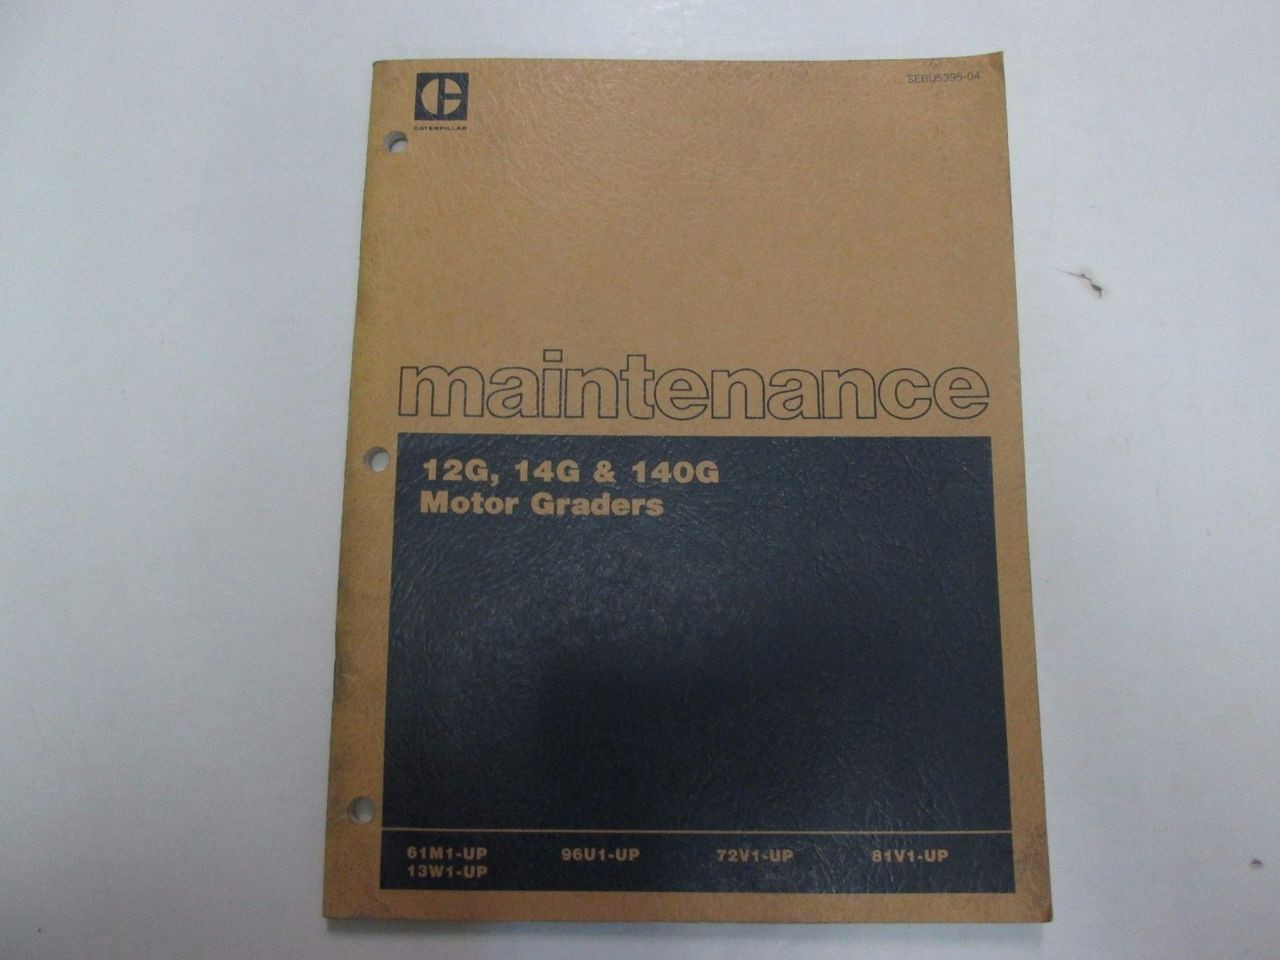 CATERPILLAR
SEBU5395-04
maintenance
12G, 14G & 140G
Motor Graders
61M1-UP 96U1-UP 72V1-UP 81V1-UP
13W1-UP